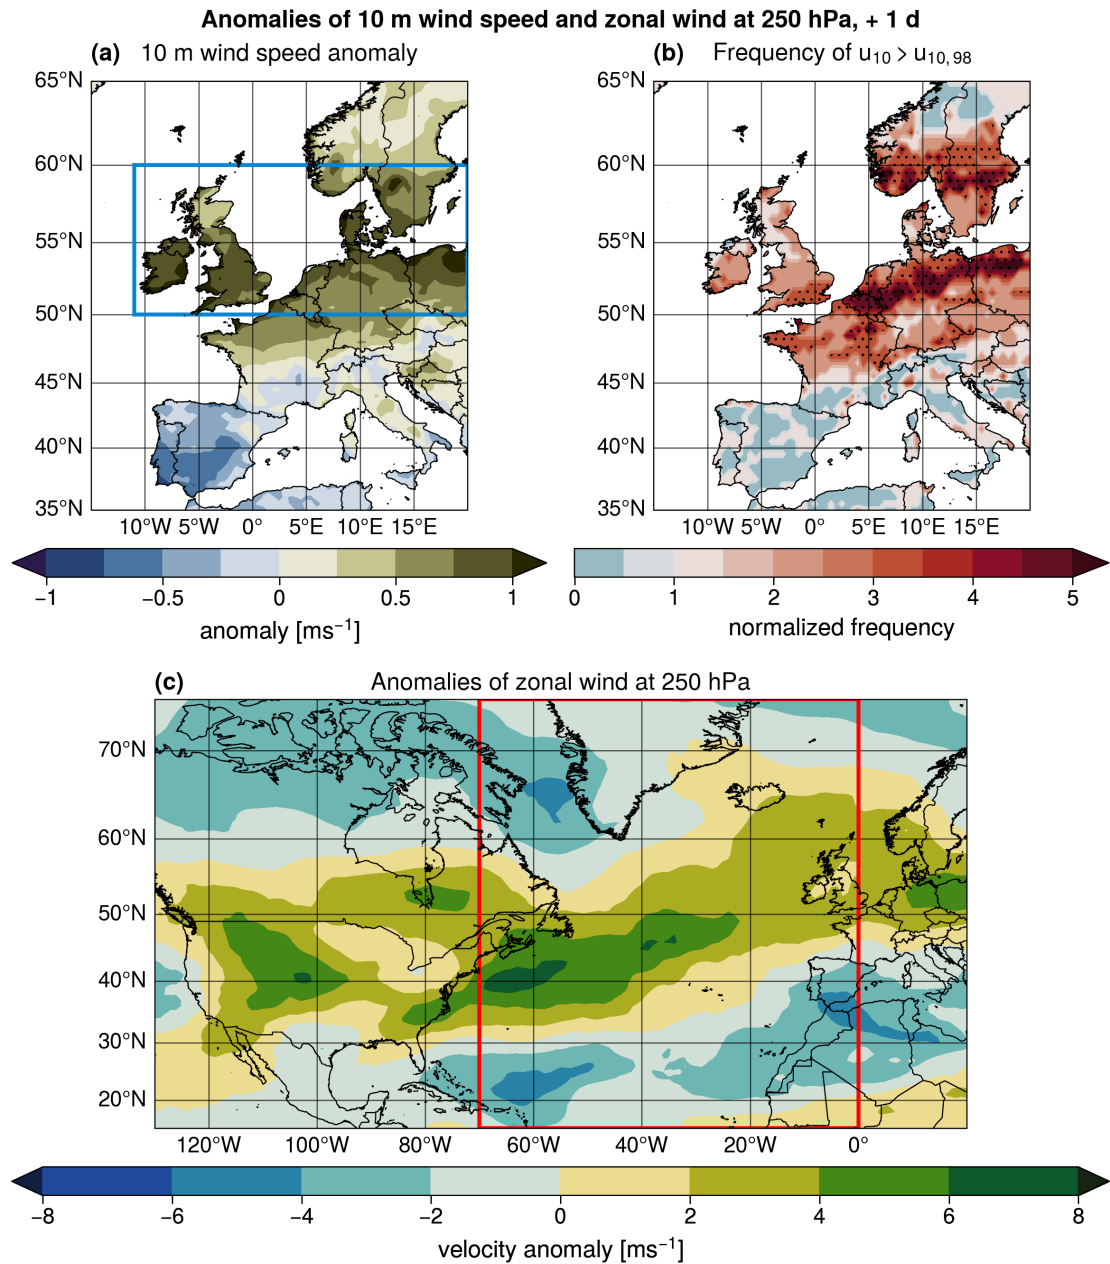 Anomalies of 10 m wind speed and zonal wind at 250 hPa, + 1 d
(a) 10 m wind speed anomaly
(b) Frequency of u10 > u10, 98
65°N
60°N
55°N
50°N
45°N
40°N
35°N
10°W 5°W 0° 5°E 10°E 15°E
65°N
60°N
55°N
50°N
45°N
40°N
35°N
10°W 5°W 0° 5°E 10°E 15°E
−1 −0.5 0 0.5 1
anomaly [ms−1]
0 1 2 3 4 5
normalized frequency
(c) Anomalies of zonal wind at 250 hPa
70°N
60°N
50°N
40°N
30°N
20°N
120°W 100°W 80°W 60°W 40°W 20°W 0°
−8 −6 −4 −2 0 2 4 6 8
velocity anomaly [ms−1]